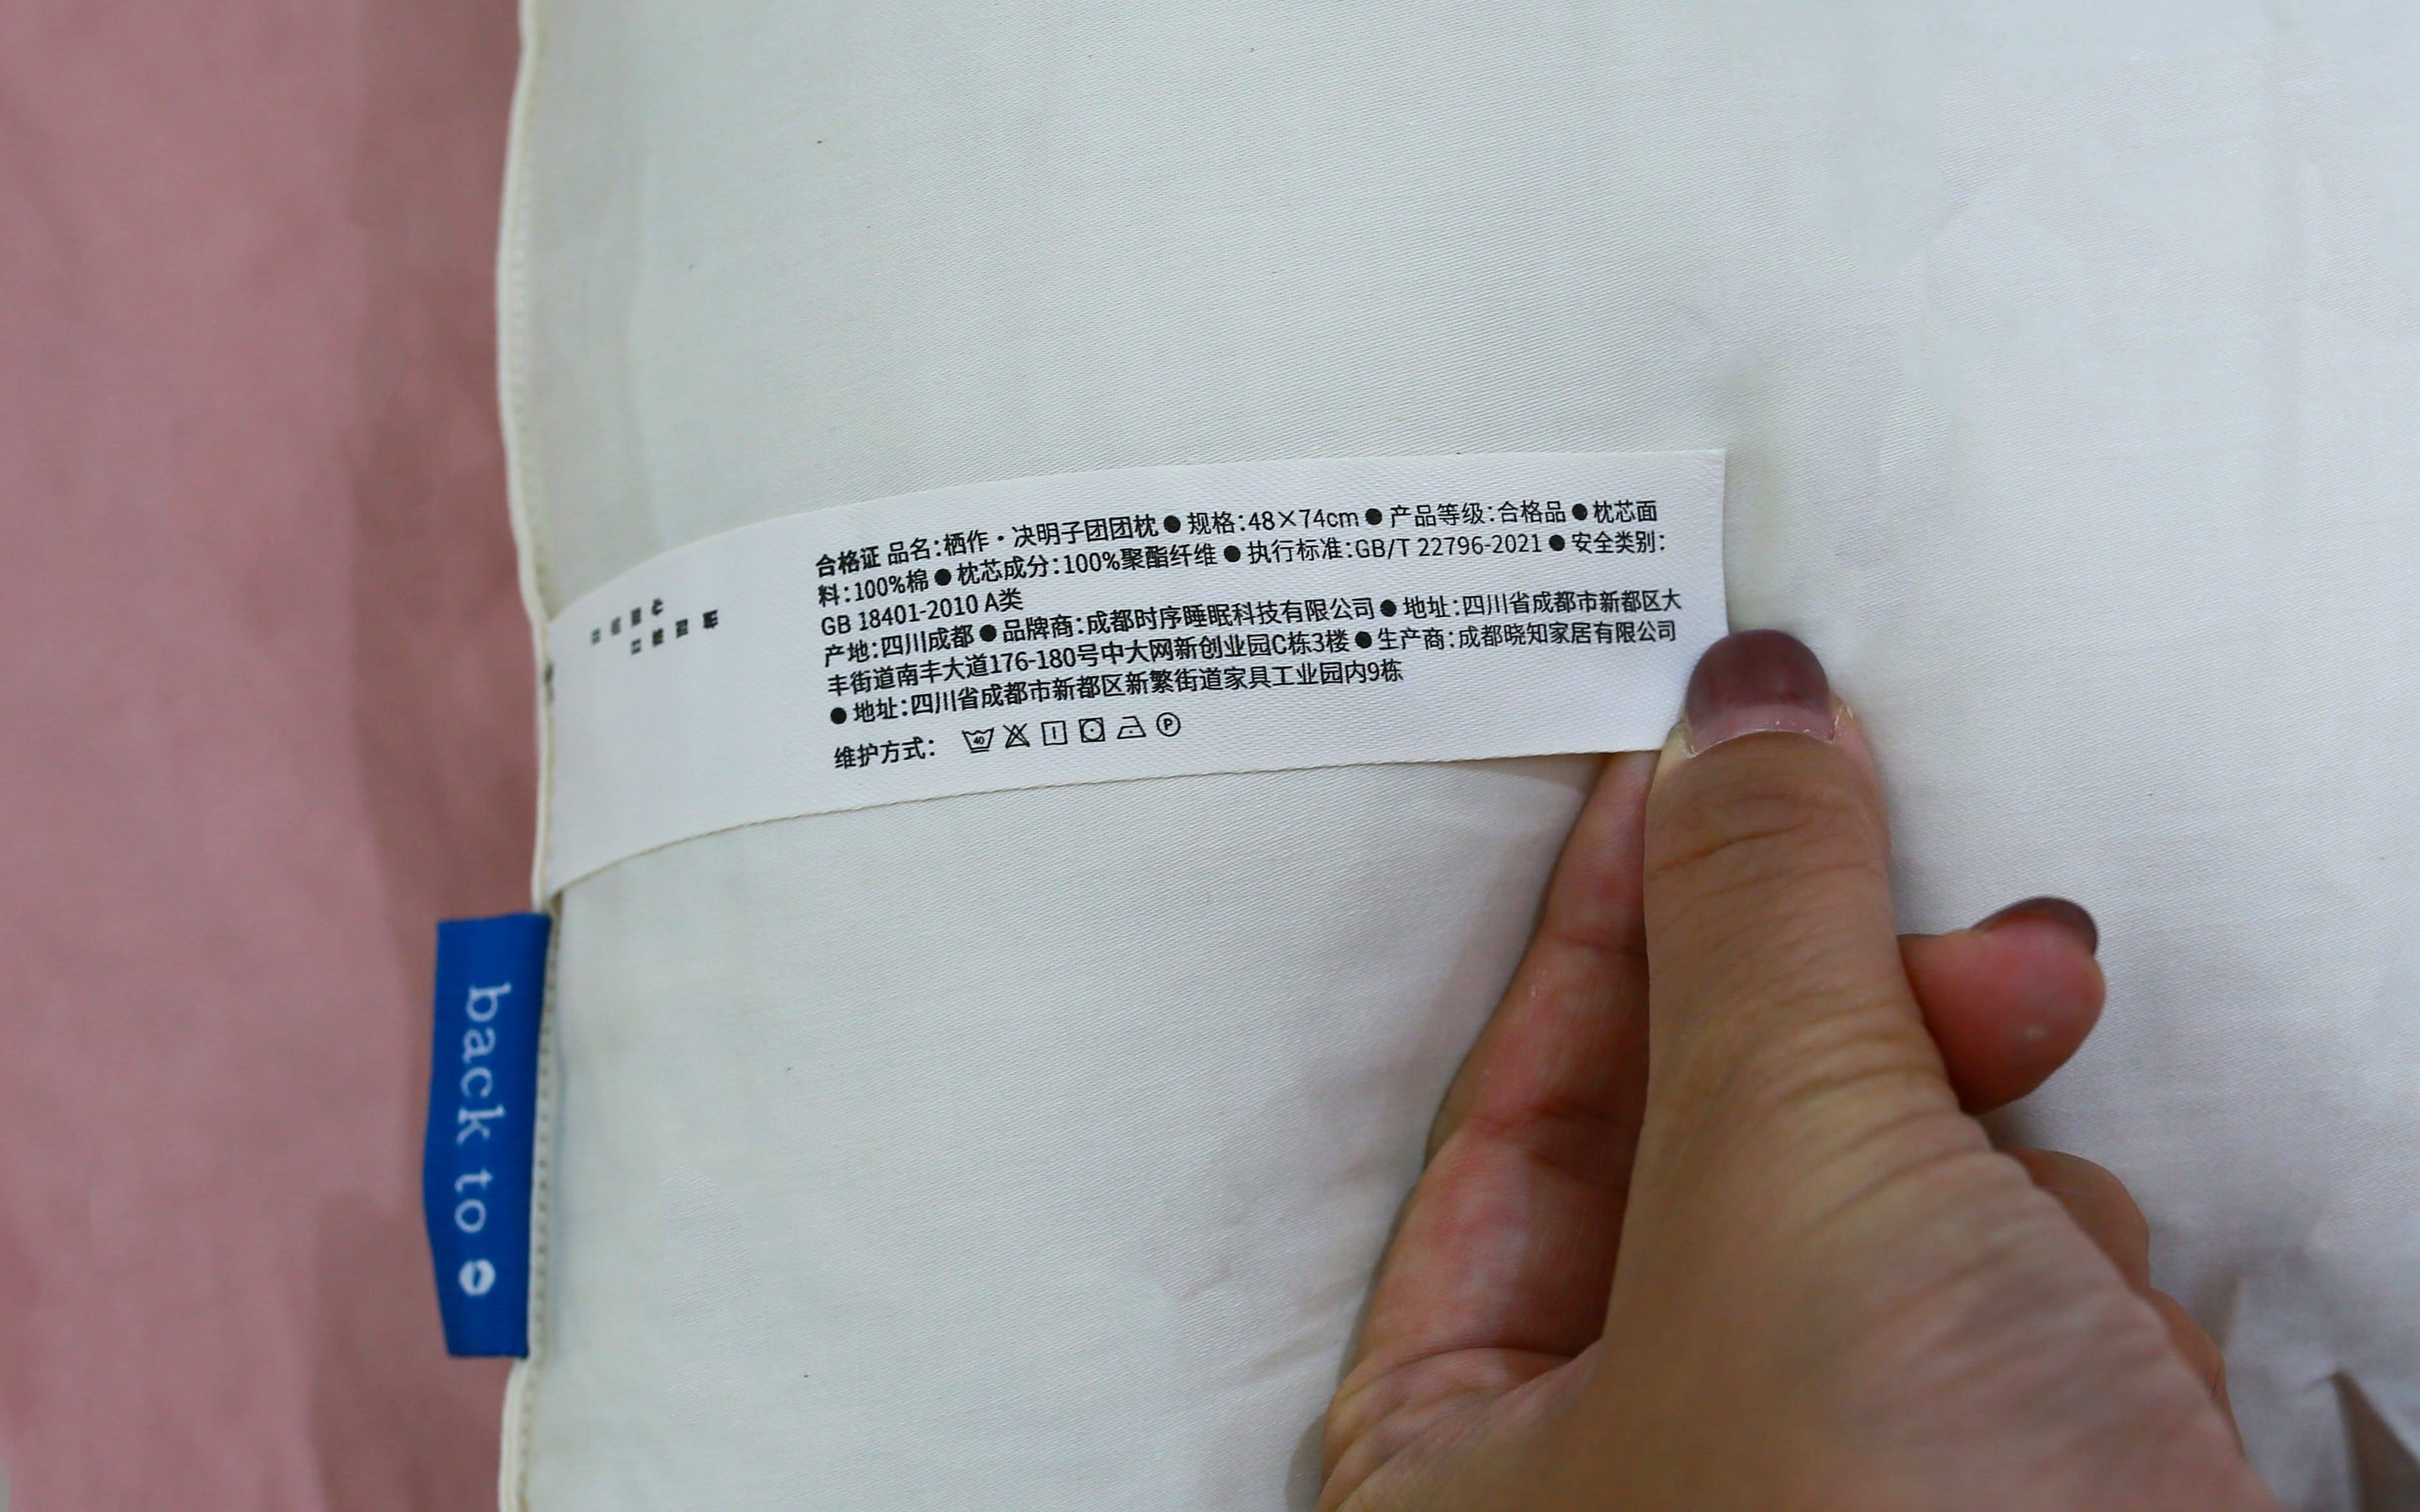 合格证 品名:栖作·决明子团团枕●规格:48×74cm●产品等级:合格品●枕芯面
料:100%棉●枕芯成分:100%聚酯纤维●执行标准:GB/T 22796-2021●安全类别:
GB 18401-2010 A类
产地:四川成都●品牌商:成都时序睡眠科技有限公司●地址:四川省成都市新都区大
丰街道南丰大道176-180号中大网新创业园C栋3楼●生产商:成都晓知家居有限公司
●地址:四川省成都市新都区新繁街道家具工业园内9栋
维护方式: 40 P
back to